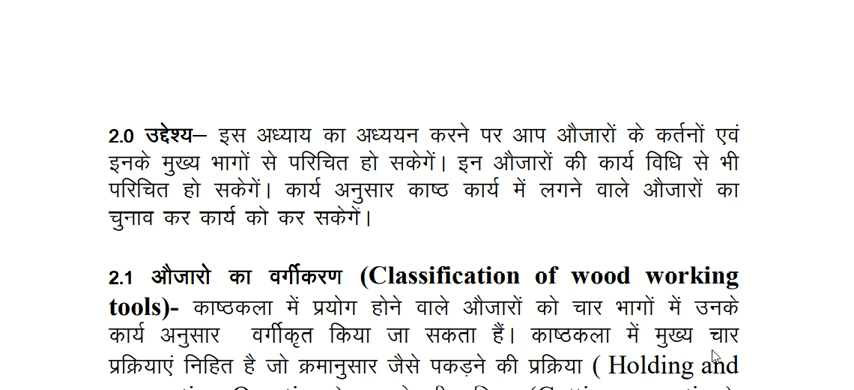 2.0 उद्देश्य– इस अध्याय का अध्ययन करने पर आप औजारों के कर्तनों एवं
इनके मुख्य भागों से परिचित हो सकेगें। इन औजारों की कार्य विधि से भी
परिचित हो सकेगें। कार्य अनुसार काष्ठ कार्य में लगने वाले औजारों का
चुनाव कर कार्य को कर सकेगें।
2.1 औजारो का वर्गीकरण (Classification of wood working
tools)- काष्ठकला में प्रयोग होने वाले औजारों को चार भागों में उनके
कार्य अनुसार वर्गीकृत किया जा सकता हैं। काष्ठकला में मुख्य चार
प्रक्रियाएं निहित है जो क्रमानुसार जैसे पकड़ने की प्रक्रिया ( Holding and